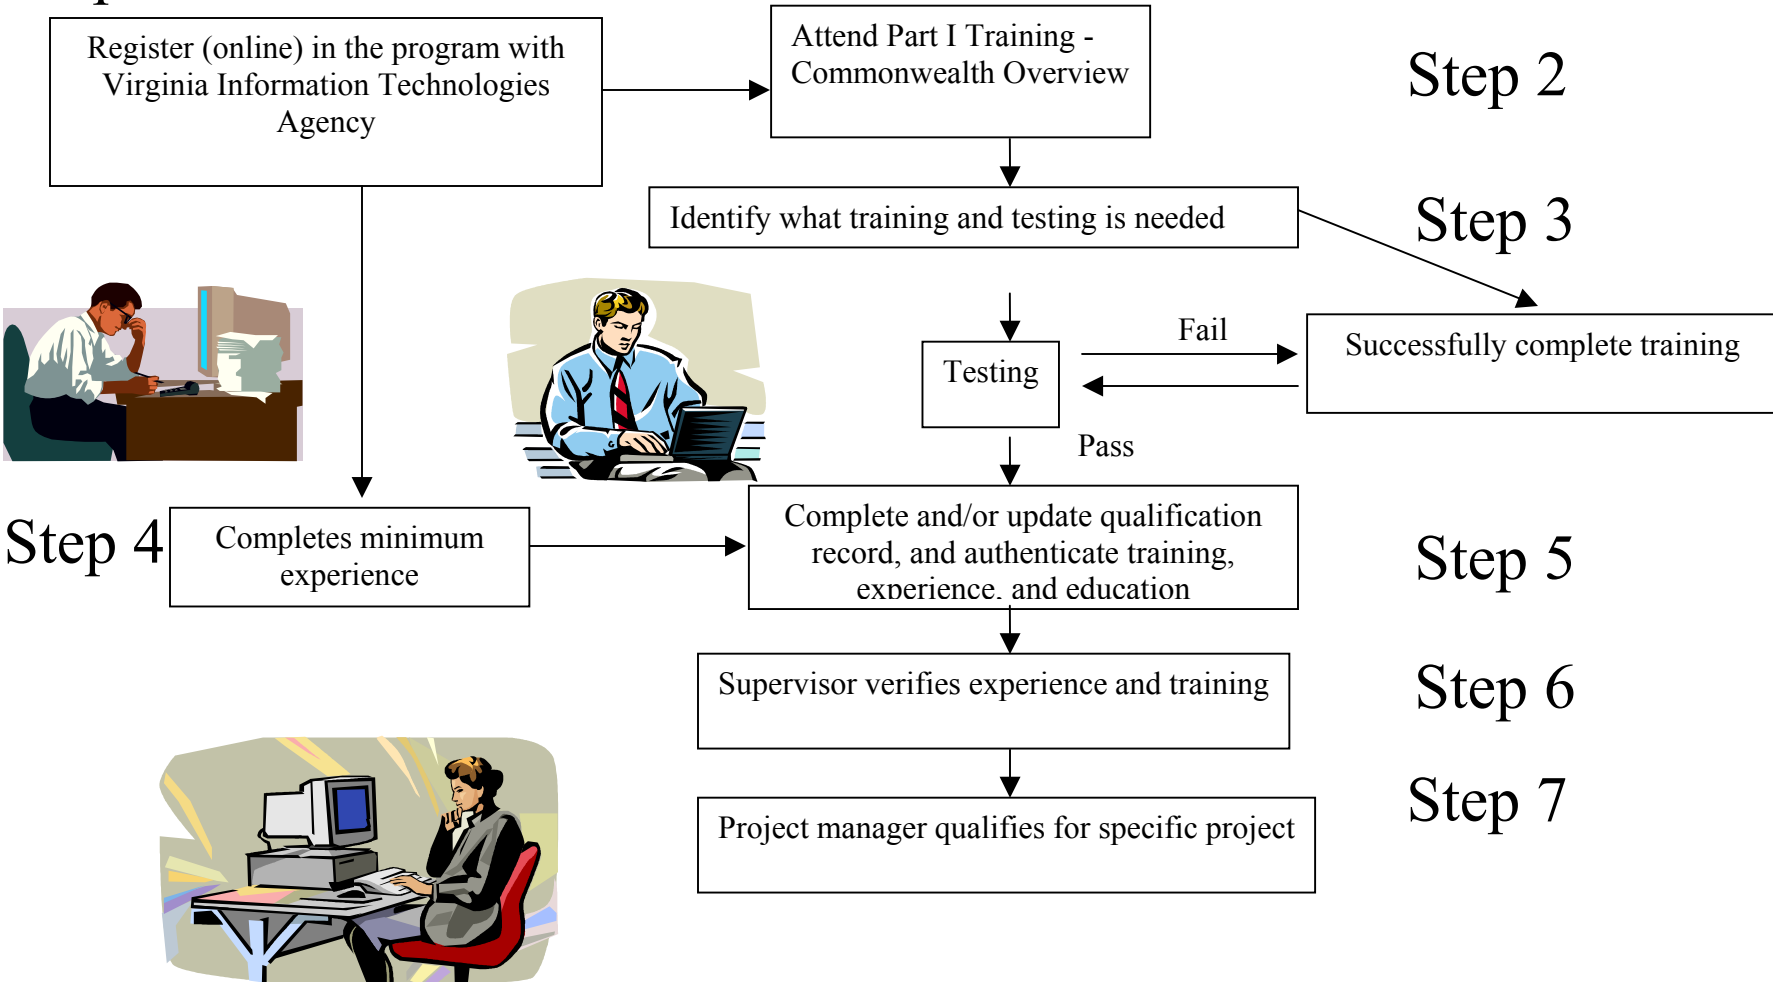 Register (online) in the program with
Virginia Information Technologies
Agency
Attend Part I Training -
Commonwealth Overview
Step 2
Identify what training and testing is needed
Step 3
Testing
Fail
Successfully complete training
Pass
Step 4
Completes minimum
experience
Complete and/or update qualification
record, and authenticate training,
experience, and education
Step 5
Supervisor verifies experience and training
Step 6
Project manager qualifies for specific project
Step 7